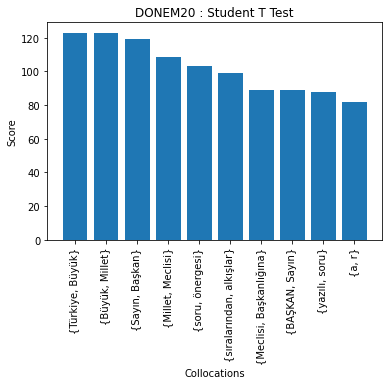 DONEM20 : Student T Test
120
100
80
60
40
20
0
Score
{Türkiye, Büyük}
{Büyük, Millet}
{Sayın, Başkan}
{Millet, Meclisi}
{soru, önergesi}
{sıralarından, alkışlar}
{Meclisi, Başkanlığına}
{BAŞKAN, Sayın}
{yazılı, soru}
{a, r}
Collocations